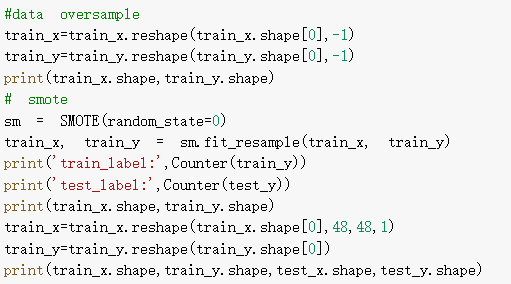 #data oversample
train_x=train_x.reshape(train_x.shape[0],-1)
train_y=train_y.reshape(train_y.shape[0],-1)
print(train_x.shape,train_y.shape)
# smote
sm = SMOTE(random_state=0)
train_x, train_y = sm.fit_resample(train_x, train_y)
print('train_label:',Counter(train_y))
print('test_label:',Counter(test_y))
print(train_x.shape,train_y.shape)
train_x=train_x.reshape(train_x.shape[0],48,48,1)
train_y=train_y.reshape(train_y.shape[0])
print(train_x.shape,train_y.shape,test_x.shape,test_y.shape)